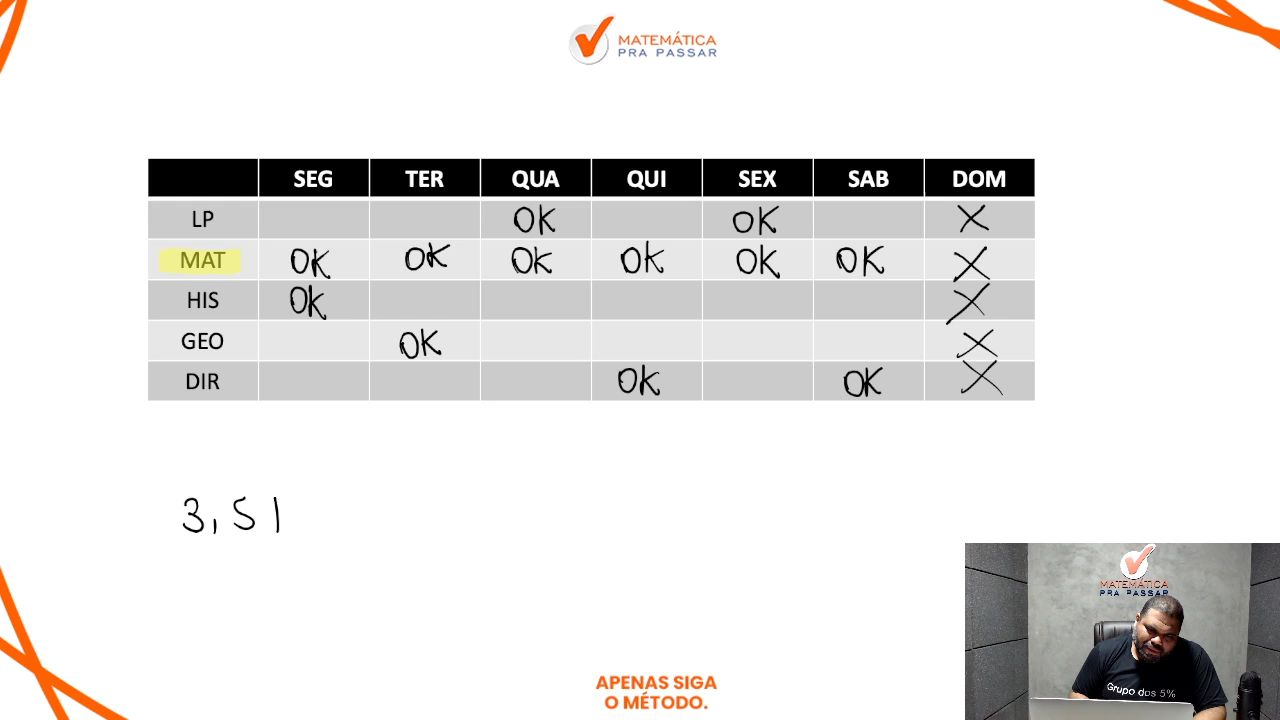 MATEMÁTICA
PRA PASSAR
SEG TER QUA QUI SEX SAB DOM
LP OK OK X
MAT OK OK OK OK OK OK X
HIS OK X
GEO OK X
DIR OK OK X
3,51
MATEMÁTICA
PRA PASSAR
Grupo dos 5%
APENAS SIGA
O MÉTODO.